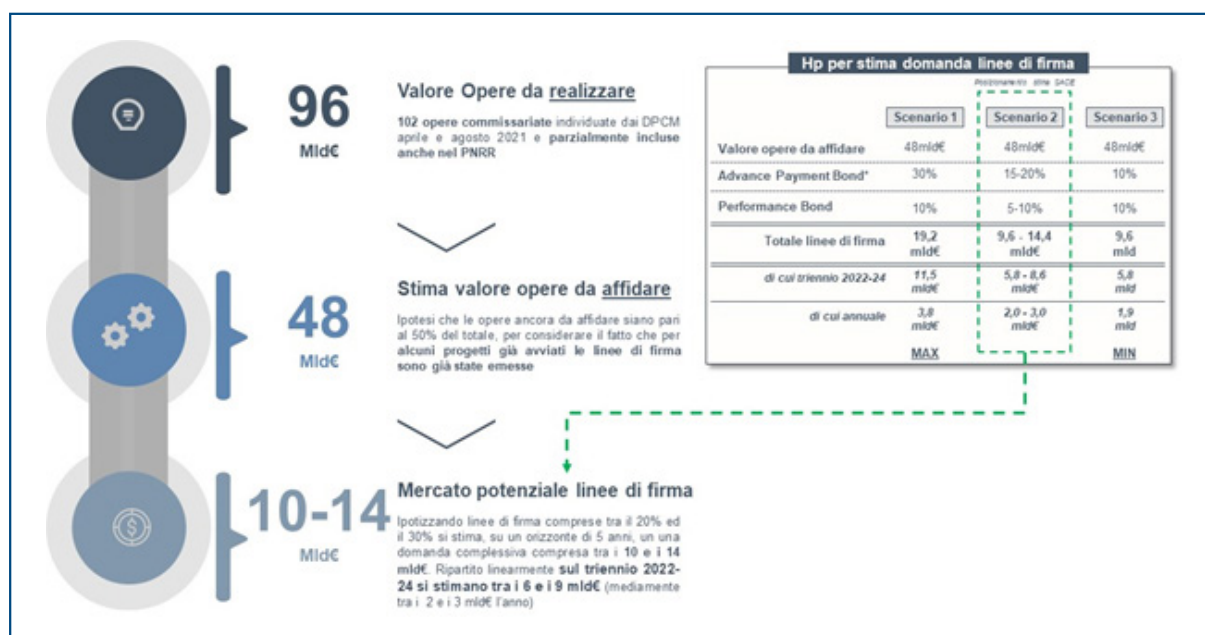 96
Mld€
Valore Opere da realizzare
102 opere commissariate individuate dai DPCM
aprile e agosto 2021 e parzialmente incluse
anche nel PNRR
48
Mld€
Stima valore opere da affidare
Ipotesi che le opere ancora da affidare siano pari
al 50% del totale, per considerare il fatto che per
alcuni progetti già avviati le linee di firma
sono già state emesse
10-14
Mld€
Mercato potenziale linee di firma
Ipotizzando linee di firma comprese tra il 20% ed
il 30% si stima, su un orizzonte di 5 anni, un una
domanda complessiva compresa tra i 10 e i 14
mld€. Ripartito linearmente sul triennio 2022-
24 si stimano tra i 6 e i 9 mld€ (mediamente
tra i 2 e i 3 mld€ l'anno)
Hp per stima domanda linee di firma
Posizionamento stima SACE
Scenario 1 Scenario 2 Scenario 3
Valore opere da affidare 48mld€ 48mld€ 48mld€
Advance Payment Bond* 30% 15-20% 10%
Performance Bond 10% 5-10% 10%
Totale linee di firma 19,2 mld€ 9,6 - 14,4 mld€ 9,6 mld
di cui triennio 2022-24 11,5 mld€ 5,8 - 8,6 mld€ 5,8 mld
di cui annuale 3,8 mld€ 2,0 - 3,0 mld€ 1,9 mld
MAX MIN